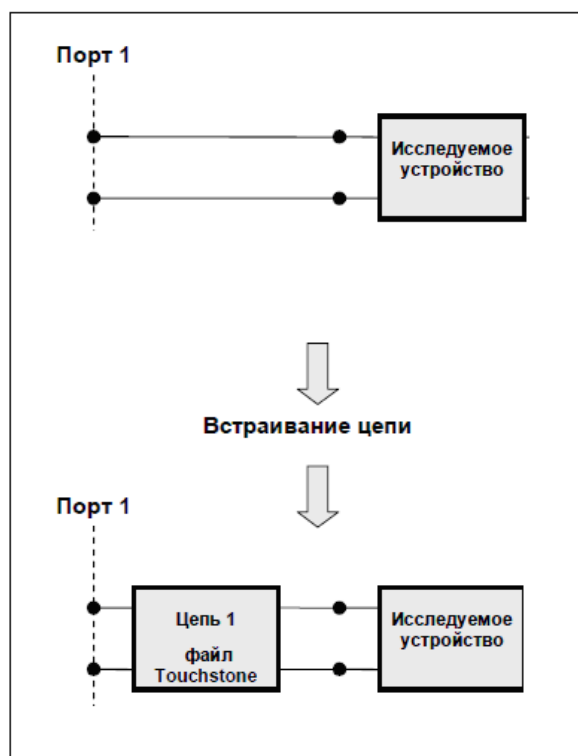 Порт 1
Исследуемое
устройство
Встраивание цепи
Порт 1
Цепь 1
файл
Touchstone
Исследуемое
устройство